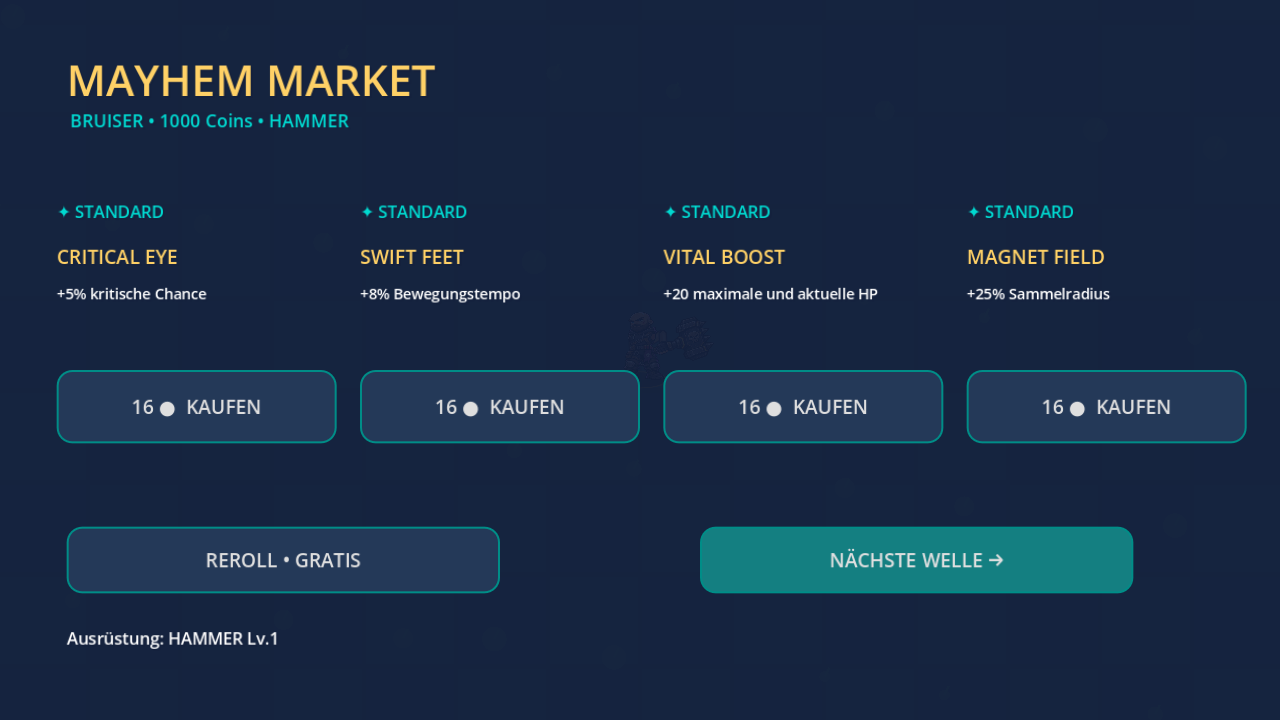 MAYHEM MARKET
BRUISER • 1000 Coins • HAMMER
✦ STANDARD
✦ STANDARD
✦ STANDARD
✦ STANDARD
CRITICAL EYE
SWIFT FEET
VITAL BOOST
MAGNET FIELD
+5% kritische Chance
+8% Bewegungstempo
+20 maximale und aktuelle HP
+25% Sammelradius
16 ● KAUFEN
16 ● KAUFEN
16 ● KAUFEN
16 ● KAUFEN
REROLL • GRATIS
NÄCHSTE WELLE →
Ausrüstung: HAMMER Lv.1